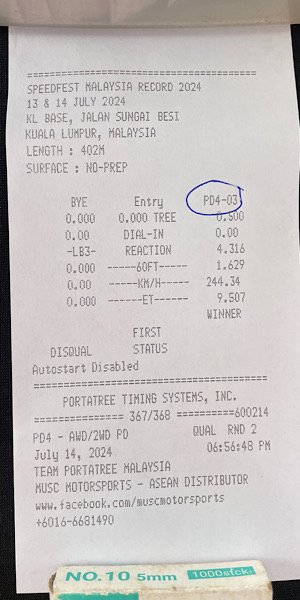 ==================================
SPEEDFEST MALAYSIA RECORD 2024
13 & 14 JULY 2024
KL BASE, JALAN SUNGAI BESI
KUALA LUMPUR, MALAYSIA
LENGTH : 402M
SURFACE : NO-PREP
BYE Entry PD4-03
0.000 0.000 TREE 0.500
0.00 DIAL-IN 0.00
-LB3- REACTION 4.316
0.000 ------60FT------ 1.629
0.00 ------KM/H------ 244.34
0.000 -------ET------- 9.507
WINNER
FIRST
DISQUAL STATUS
Autostart Disabled
==================================
PORTATREE TIMING SYSTEMS, INC.
============= 367/368 ==========600214
PD4 - AWD/2WD PD QUAL RND 2
July 14, 2024 06:56:48 PM
TEAM PORTATREE MALAYSIA
MUSC MOTORSPORTS - ASEAN DISTRIBUTOR
www.facebook.com/muscmotorsports
+6016-6681490
NO.10 5mm 1000sfck